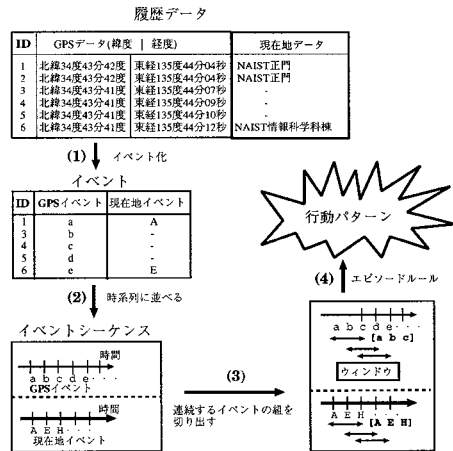 履歴データ
ID GPSデータ(緯度 | 経度) 現在地データ
1 北緯34度43分42度 東経135度44分04秒 NAIST正門
2 北緯34度43分42度 東経135度44分04秒 NAIST正門
3 北緯34度43分41度 東経135度44分07秒 -
4 北緯34度43分41度 東経135度44分09秒 -
5 北緯34度43分41度 東経135度44分10秒 -
6 北緯34度43分41度 東経135度44分12秒 NAIST情報科学科棟
(1) イベント化
イベント
ID GPSイベント 現在地イベント
1 a A
3 b -
4 c -
5 d -
6 e E
(2) 時系列に並べる
イベントシーケンス
時間
a b c d e ・・・
GPSイベント
時間
A E H ・・・
現在地イベント
(3)
連続するイベントの組を
切り出す
a b c d e ・・・
[a b c]
ウィンドウ
A E H ・・・
[A E H]
(4) エピソードルール
行動パターン